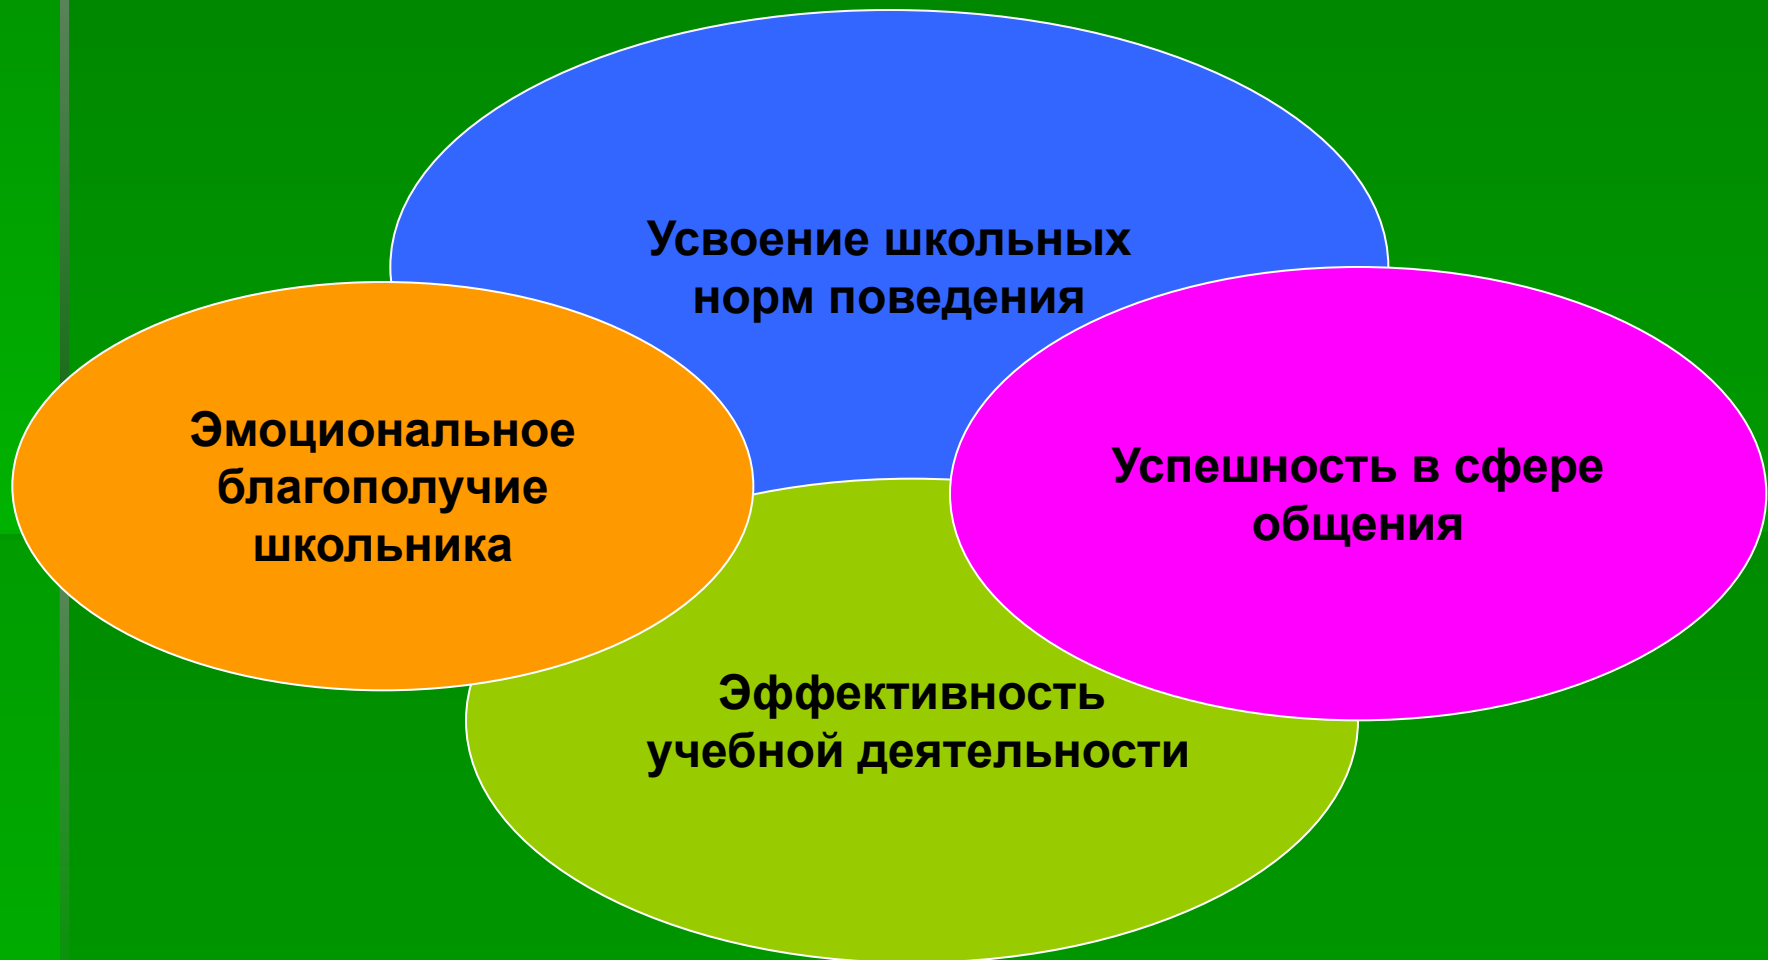 Усвоение школьных
норм поведения
Эмоциональное
благополучие
школьника
Успешность в сфере
общения
Эффективность
учебной деятельности